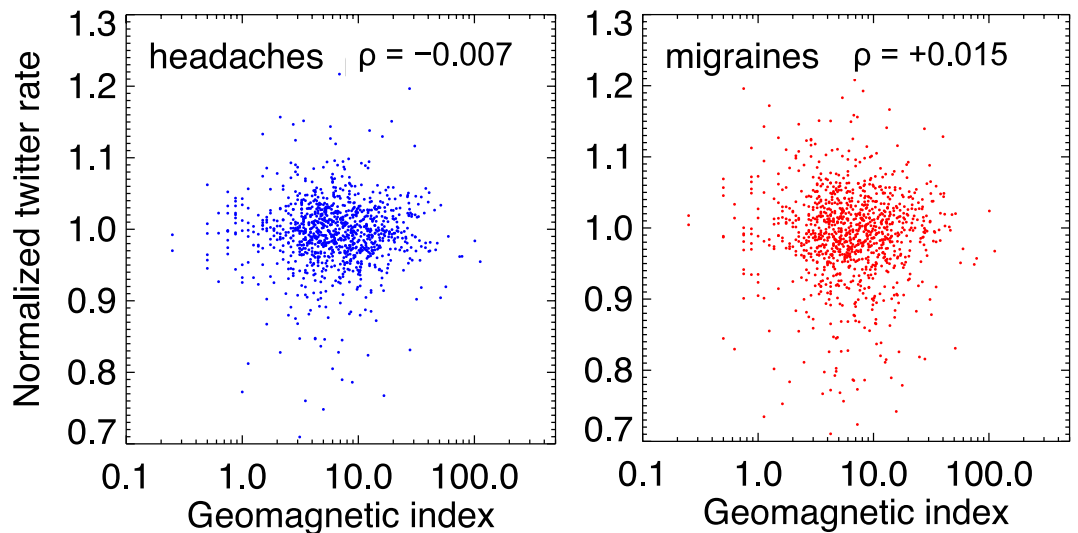 headaches ρ = −0.007
1.3
1.2
1.1
1.0
0.9
0.8
0.7
Normalized twitter rate
0.1 1.0 10.0 100.0
Geomagnetic index
migraines ρ = +0.015
1.3
1.2
1.1
1.0
0.9
0.8
0.7
0.1 1.0 10.0 100.0
Geomagnetic index